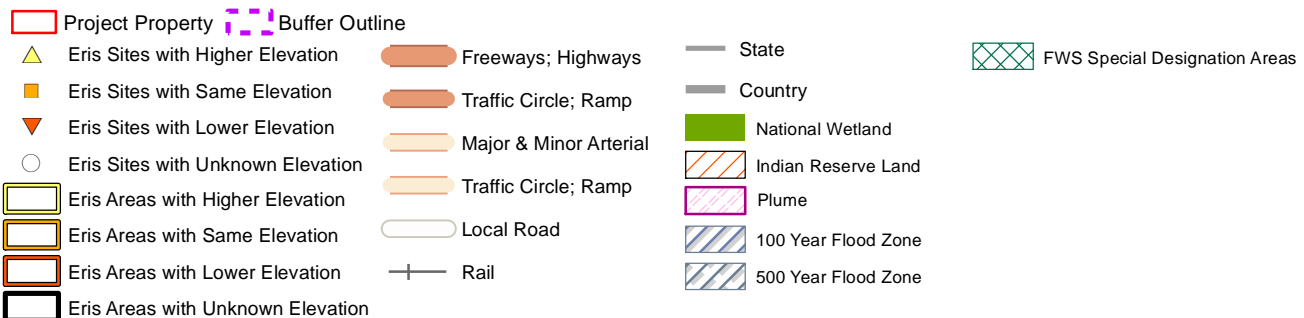 Project Property
Buffer Outline
Eris Sites with Higher Elevation
Eris Sites with Same Elevation
Eris Sites with Lower Elevation
Eris Sites with Unknown Elevation
Eris Areas with Higher Elevation
Eris Areas with Same Elevation
Eris Areas with Lower Elevation
Eris Areas with Unknown Elevation
Freeways; Highways
Traffic Circle; Ramp
Major & Minor Arterial
Traffic Circle; Ramp
Local Road
Rail
State
Country
National Wetland
Indian Reserve Land
Plume
100 Year Flood Zone
500 Year Flood Zone
FWS Special Designation Areas